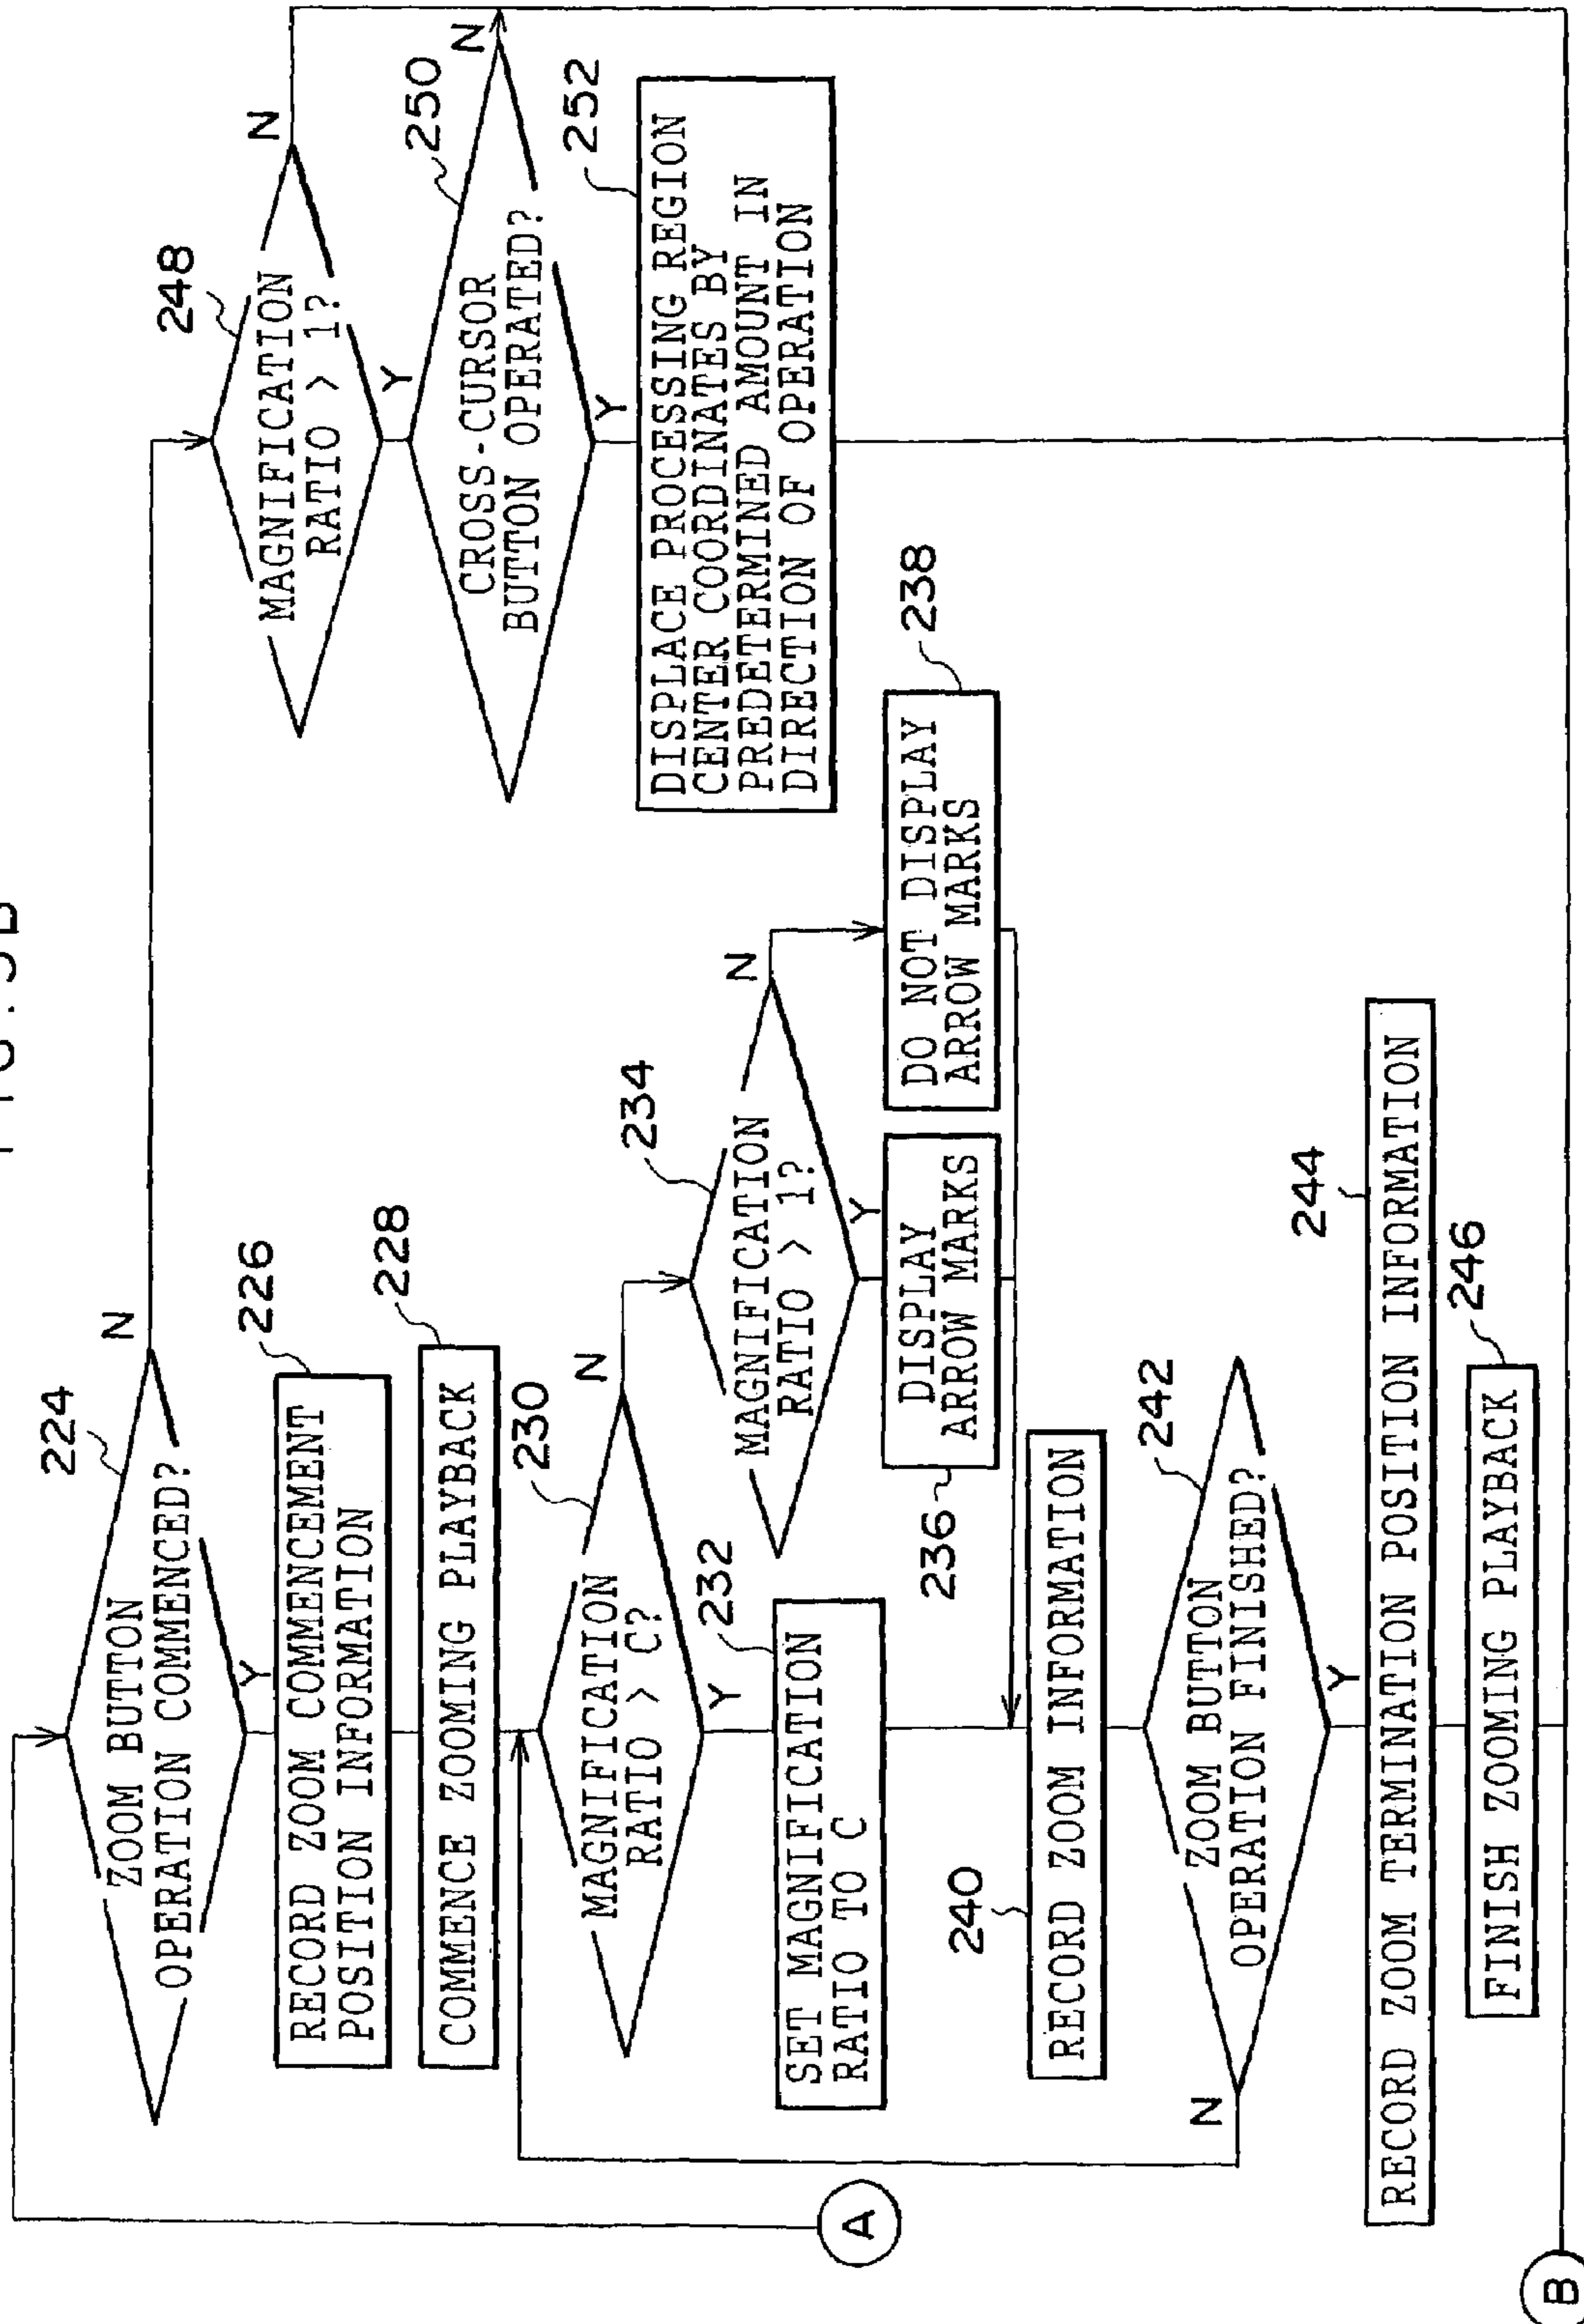 224
ZOOM BUTTON
OPERATION COMMENCED?
N
Y
226
RECORD ZOOM COMMENCEMENT
POSITION INFORMATION
228
COMMENCE ZOOMING PLAYBACK
230
MAGNIFICATION
RATIO > C?
N
Y
232
SET MAGNIFICATION
RATIO TO C
234
MAGNIFICATION
RATIO > 1?
N
Y
236
DISPLAY
ARROW MARKS
238
DO NOT DISPLAY
ARROW MARKS
240
RECORD ZOOM INFORMATION
242
ZOOM BUTTON
OPERATION FINISHED?
N
Y
244
RECORD ZOOM TERMINATION POSITION INFORMATION
246
FINISH ZOOMING PLAYBACK
248
MAGNIFICATION
RATIO > 1?
N
Y
250
CROSS-CURSOR
BUTTON OPERATED?
N
Y
252
DISPLACE PROCESSING REGION
CENTER COORDINATES BY
PREDETERMINED AMOUNT IN
DIRECTION OF OPERATION
A
B